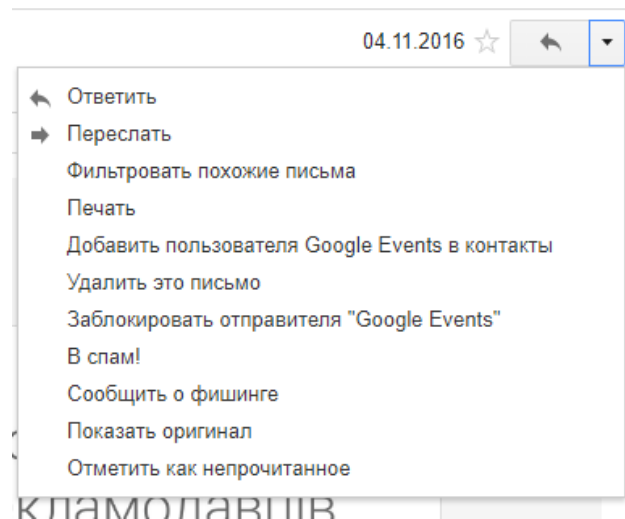 04.11.2016
Ответить
Переслать
Фильтровать похожие письма
Печать
Добавить пользователя Google Events в контакты
Удалить это письмо
Заблокировать отправителя "Google Events"
В спам!
Сообщить о фишинге
Показать оригинал
Отметить как непрочитанное
кламодавців